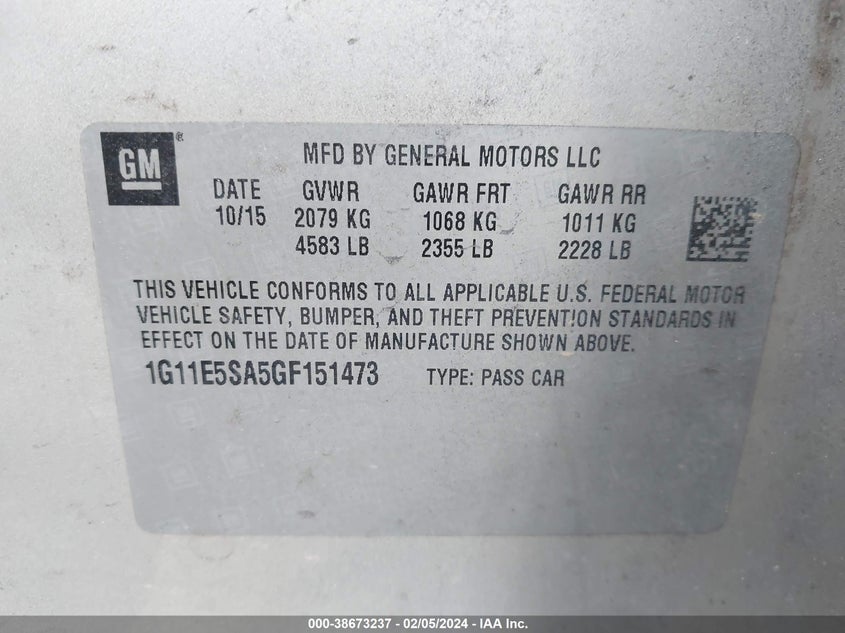 GM®
MFD BY GENERAL MOTORS LLC
DATE GVWR GAWR FRT GAWR RR
10/15 2079 KG 1068 KG 1011 KG
4583 LB 2355 LB 2228 LB
THIS VEHICLE CONFORMS TO ALL APPLICABLE U.S. FEDERAL MOTOR
VEHICLE SAFETY, BUMPER, AND THEFT PREVENTION STANDARDS IN
EFFECT ON THE DATE OF MANUFACTURE SHOWN ABOVE.
1G11E5SA5GF151473 TYPE: PASS CAR
000-38673237 - 02/05/2024 - IAA Inc.